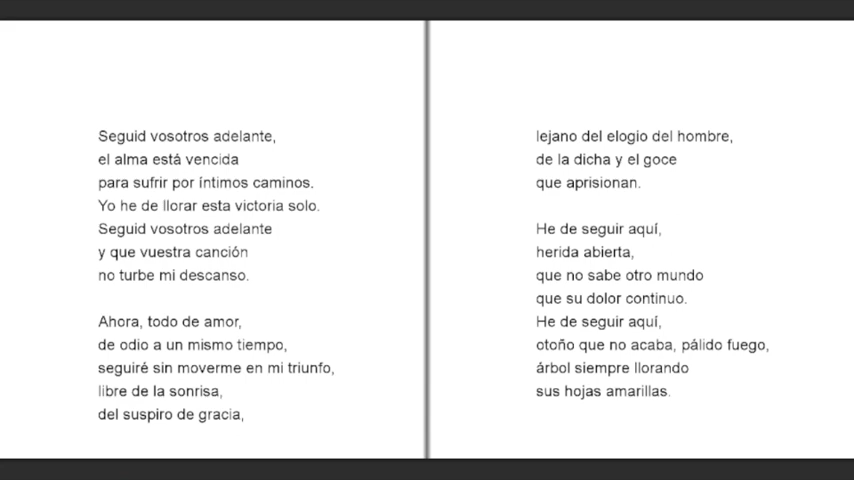 Seguid vosotros adelante,
el alma está vencida
para sufrir por íntimos caminos.
Yo he de llorar esta victoria solo.
Seguid vosotros adelante
y que vuestra canción
no turbe mi descanso.
Ahora, todo de amor,
de odio a un mismo tiempo,
seguiré sin moverme en mi triunfo,
libre de la sonrisa,
del suspiro de gracia,
lejano del elogio del hombre,
de la dicha y el goce
que aprisionan.
He de seguir aquí,
herida abierta,
que no sabe otro mundo
que su dolor continuo.
He de seguir aquí,
otoño que no acaba, pálido fuego,
árbol siempre llorando
sus hojas amarillas.